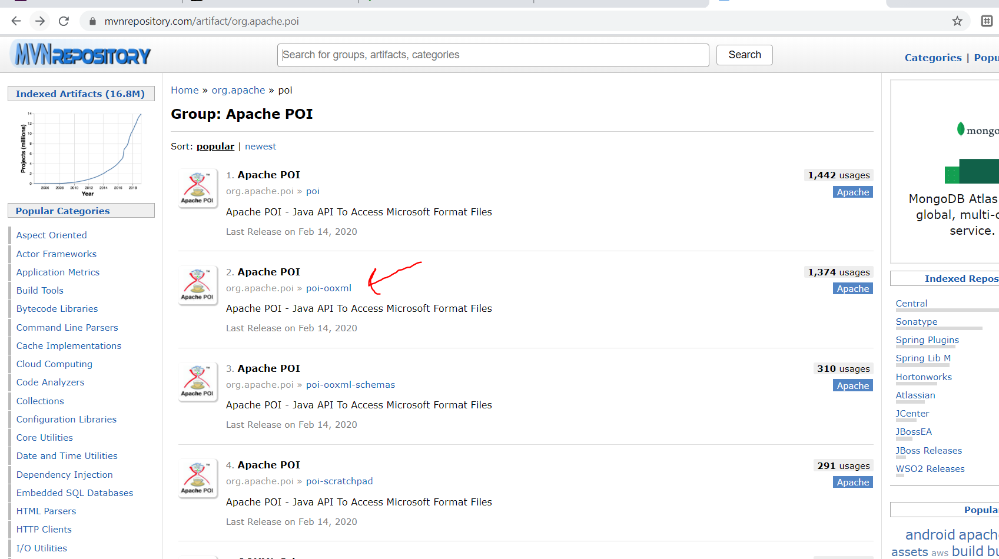 mvnrepository.com/artifact/org.apache.poi
MVNREPOSITORY
Search for groups, artifacts, categories
Search
Categories | Popu
Indexed Artifacts (16.8M)
Projects (millions)
14
12
10
8
6
4
2
0
2006 2008 2010 2012 2014 2016 2018
Year
Popular Categories
Aspect Oriented
Actor Frameworks
Application Metrics
Build Tools
Bytecode Libraries
Command Line Parsers
Cache Implementations
Cloud Computing
Code Analyzers
Collections
Configuration Libraries
Core Utilities
Date and Time Utilities
Dependency Injection
Embedded SQL Databases
HTML Parsers
HTTP Clients
I/O Utilities
Home » org.apache » poi
Group: Apache POI
Sort: popular | newest
Apache POI
1. Apache POI
1,442 usages
org.apache.poi » poi
Apache
Apache POI - Java API To Access Microsoft Format Files
Last Release on Feb 14, 2020
Apache POI
2. Apache POI
1,374 usages
org.apache.poi » poi-ooxml
Apache
Apache POI - Java API To Access Microsoft Format Files
Last Release on Feb 14, 2020
Apache POI
3. Apache POI
310 usages
org.apache.poi » poi-ooxml-schemas
Apache
Apache POI - Java API To Access Microsoft Format Files
Last Release on Feb 14, 2020
Apache POI
4. Apache POI
291 usages
org.apache.poi » poi-scratchpad
Apache
Apache POI - Java API To Access Microsoft Format Files
Last Release on Feb 14, 2020
mongo
MongoDB Atlas
global, multi-c
service.
Indexed Repos
Central
Sonatype
Spring Plugins
Spring Lib M
Hortonworks
Atlassian
JCenter
JBossEA
JBoss Releases
WSO2 Releases
Popular
android apache
assets aws build bu